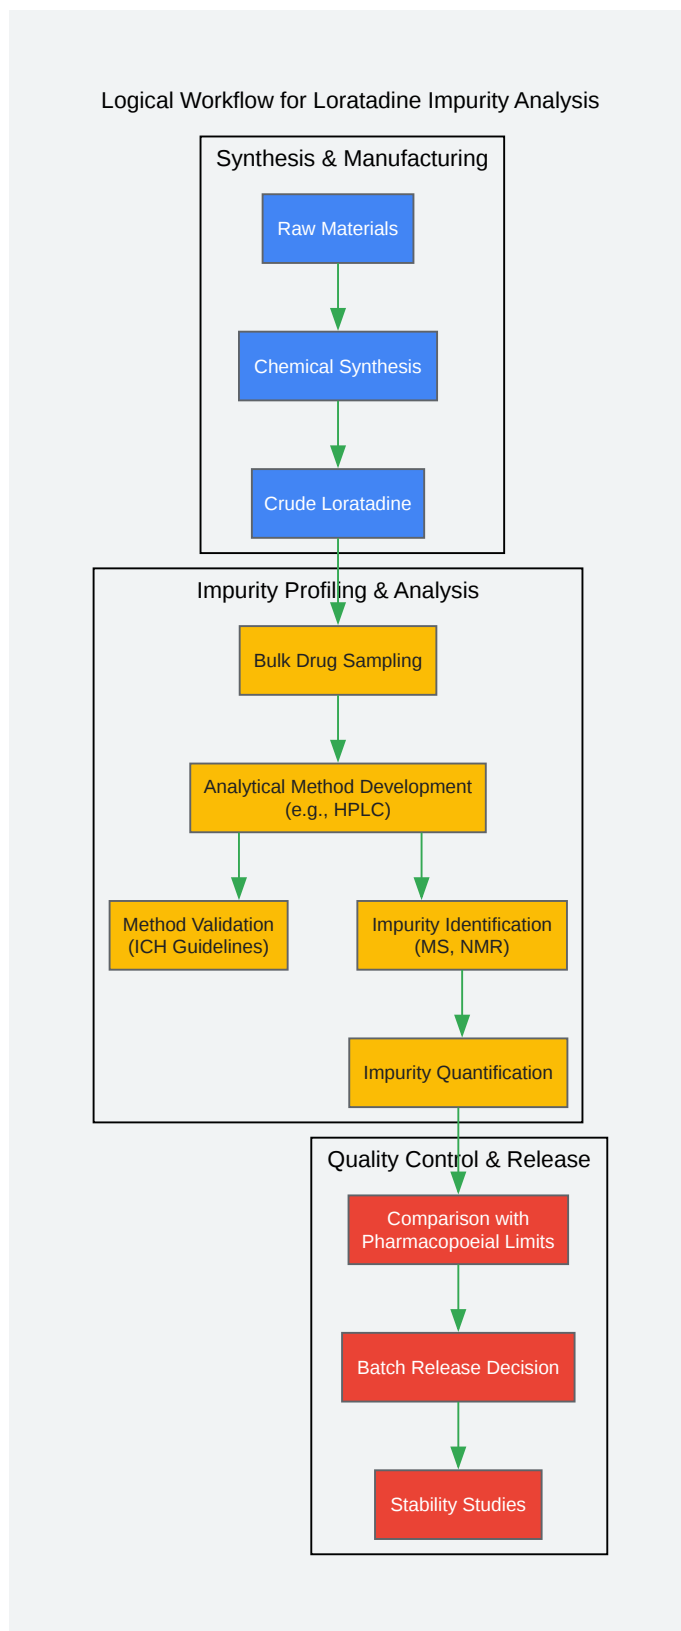 Logical Workflow for Loratadine Impurity Analysis
Synthesis & Manufacturing
Raw Materials
Chemical Synthesis
Crude Loratadine
Impurity Profiling & Analysis
Bulk Drug Sampling
Analytical Method Development
(e.g., HPLC)
Method Validation
(ICH Guidelines)
Impurity Identification
(MS, NMR)
Impurity Quantification
Quality Control & Release
Comparison with
Pharmacopoeial Limits
Batch Release Decision
Stability Studies